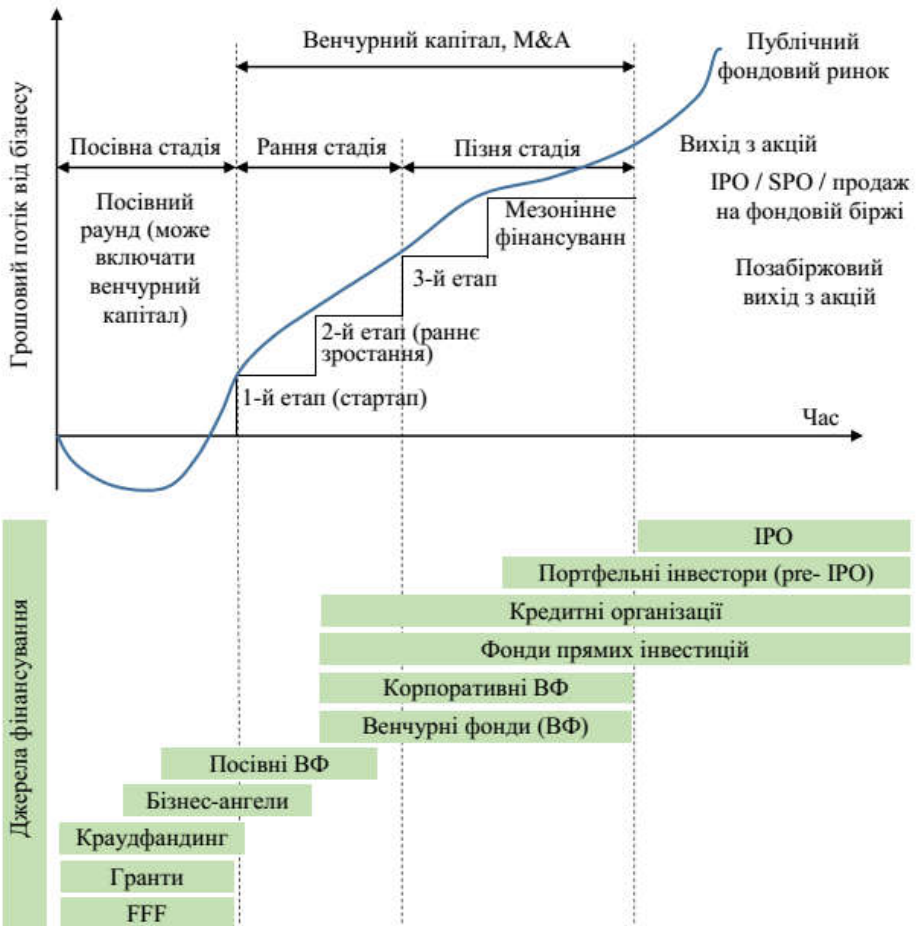 Грошовий потік від бізнесу
Венчурний капітал, M&A
Публічний
фондовий ринок
Посівна стадія
Рання стадія
Пізня стадія
Вихід з акцій
Посівний
раунд (може
включати
венчурний
капітал)
Мезонінне
фінансуванн
IPO / SPO / продаж
на фондовій біржі
3-й етап
Позабіржовий
вихід з акцій
2-й етап (раннє
зростання)
1-й етап (стартап)
Час
Джерела фінансування
IPO
Портфельні інвестори (pre- IPO)
Кредитні організації
Фонди прямих інвестицій
Корпоративні ВФ
Венчурні фонди (ВФ)
Посівні ВФ
Бізнес-ангели
Краудфандинг
Гранти
FFF